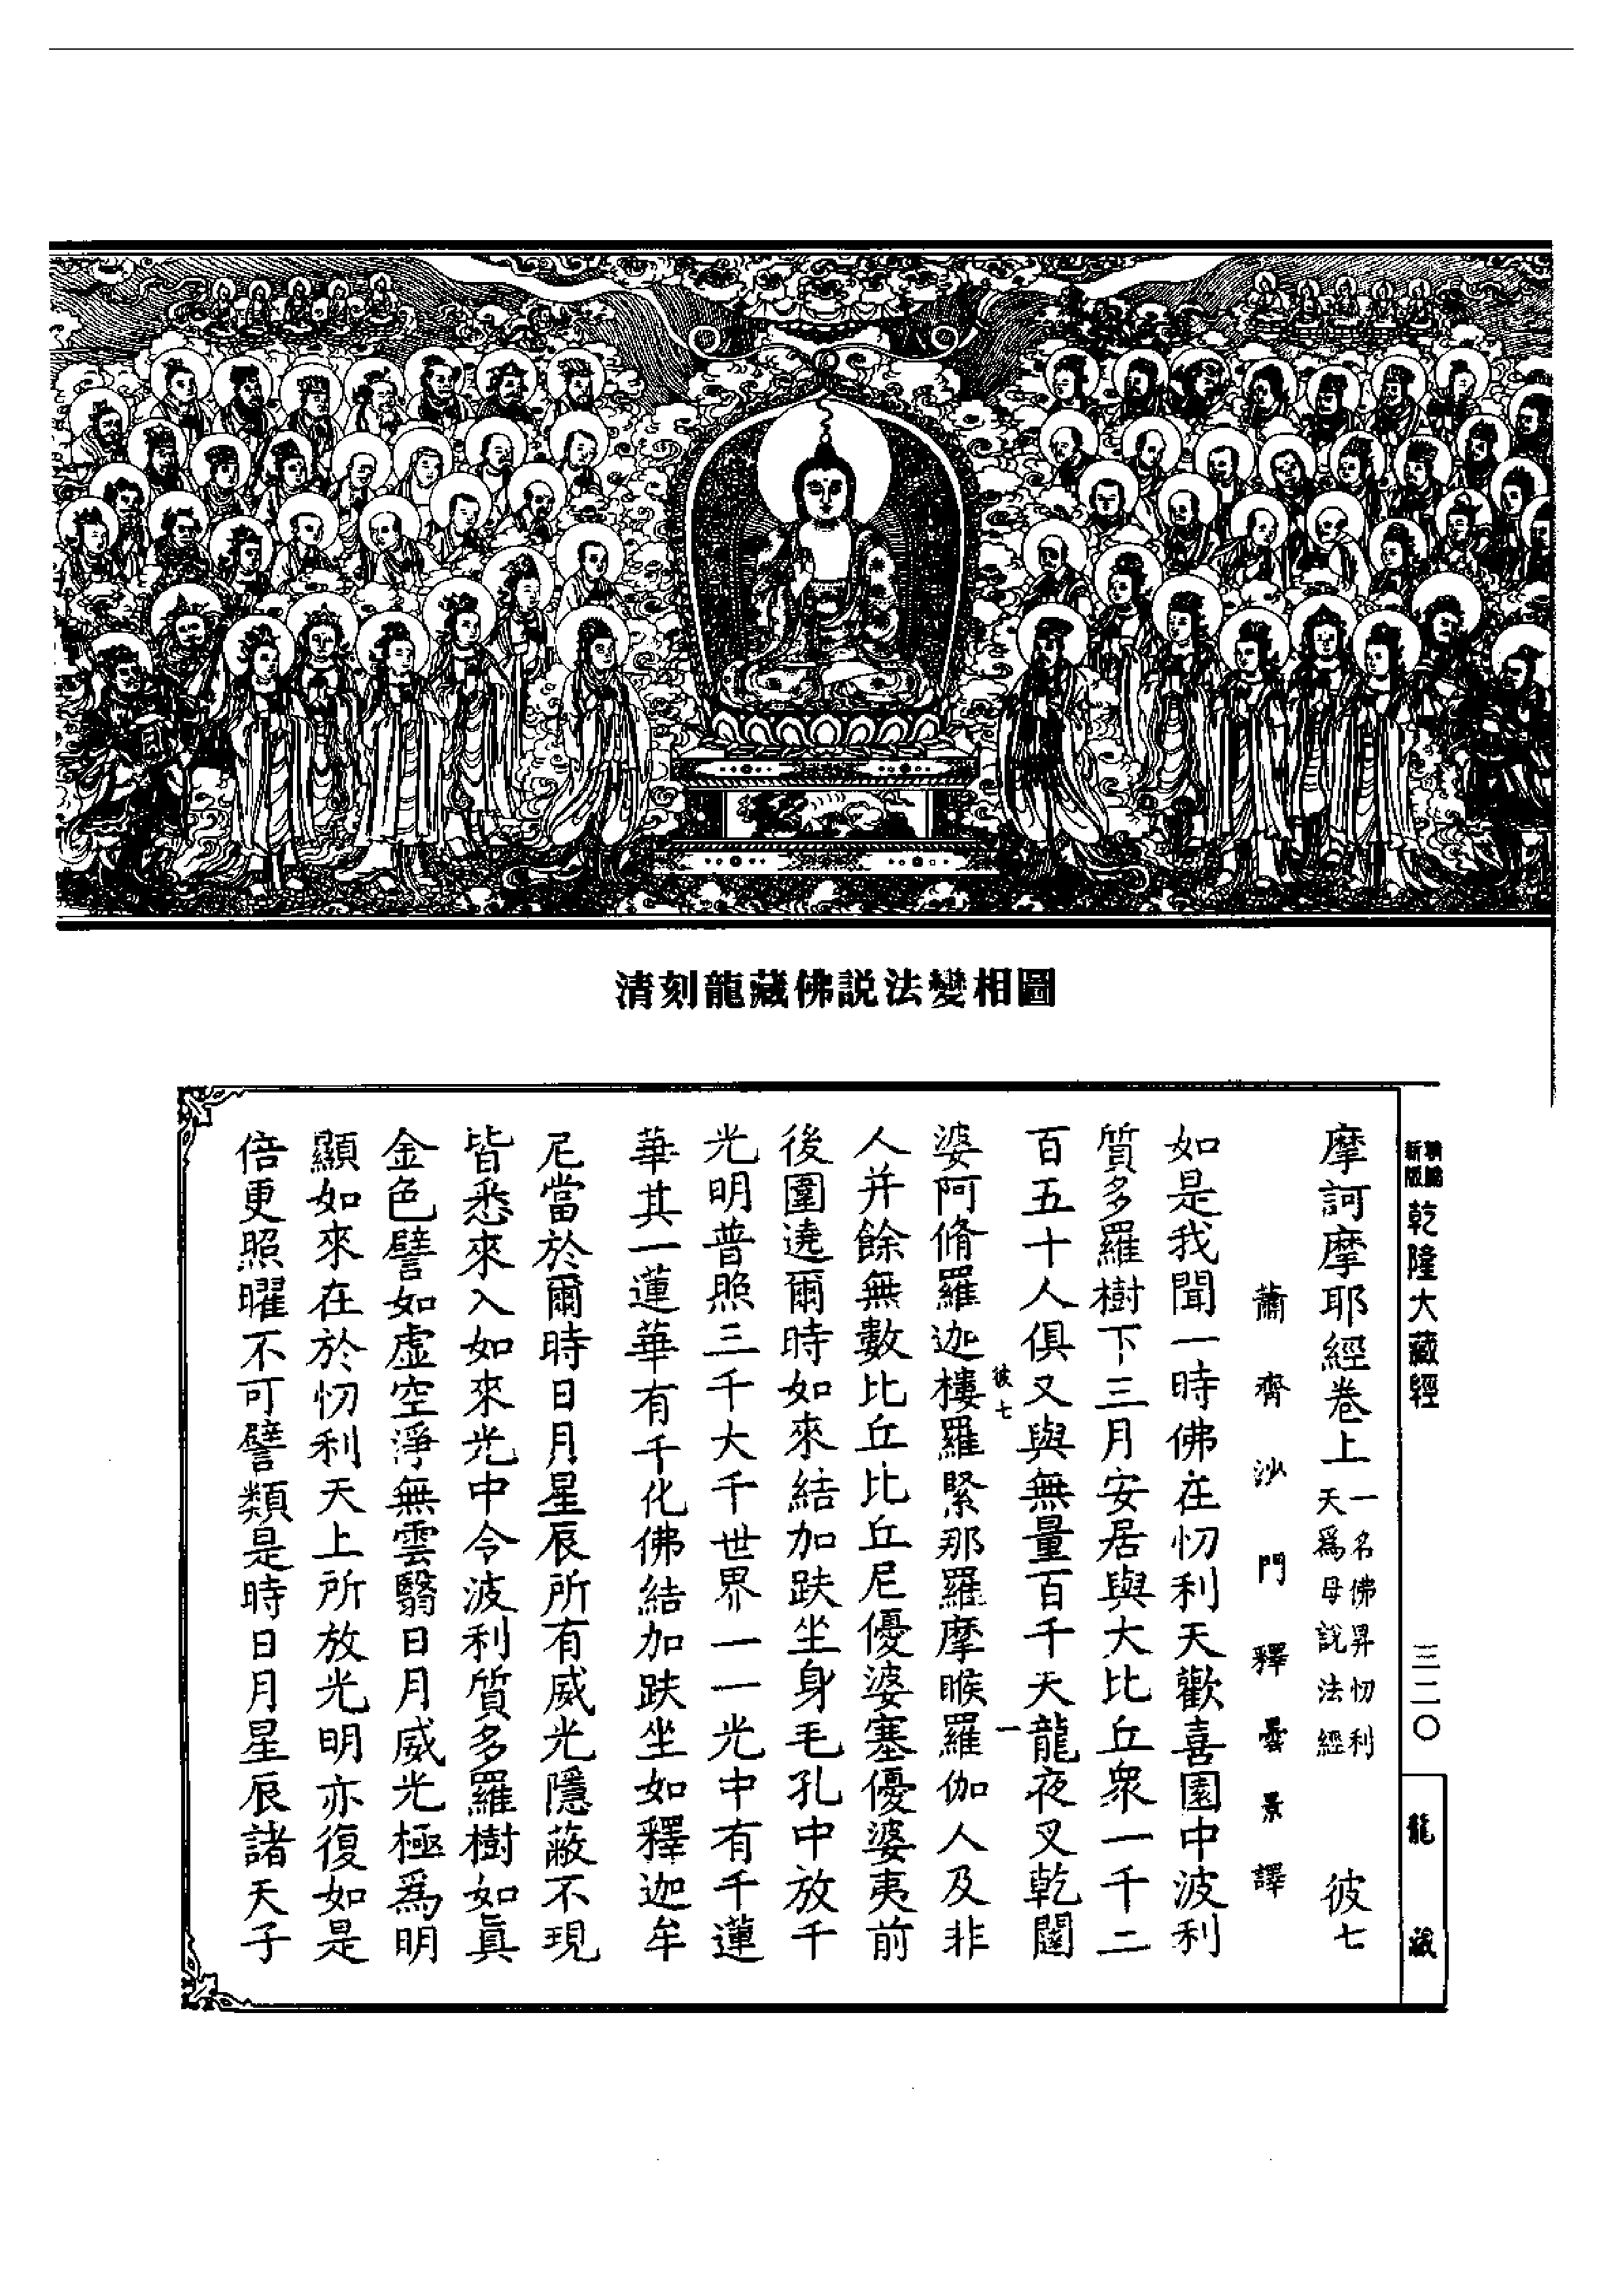 清刻龍藏佛説法變相圖
新版
乾隆大藏經
三二〇
龍藏
摩訶摩耶經卷上
一名佛昇忉利
天爲母説法經
彼七
蕭齊沙門釋曇景譯
如是我聞一時佛在忉利天歡喜園中波利
質多羅樹下三月安居與大比丘衆一千二
百五十人俱又與無量百千天龍夜叉乾闥
彼七
一
婆阿脩羅迦樓羅緊那羅摩睺羅伽人及非
人并餘無數比丘比丘尼優婆塞優婆夷前
後圍遶爾時如來結加趺坐身毛孔中放千
光明普照三千大千世界一一光中有千蓮
華其一蓮華有千化佛結加趺坐如釋迦牟
尼當於爾時日月星辰所有威光隱蔽不現
皆悉來入如來光中令波利質多羅樹如真
金色譬如虛空淨無雲翳日月威光極爲明
顯如來在於忉利天上所放光明亦復如是
倍更照曜不可譬類是時日月星辰諸天子